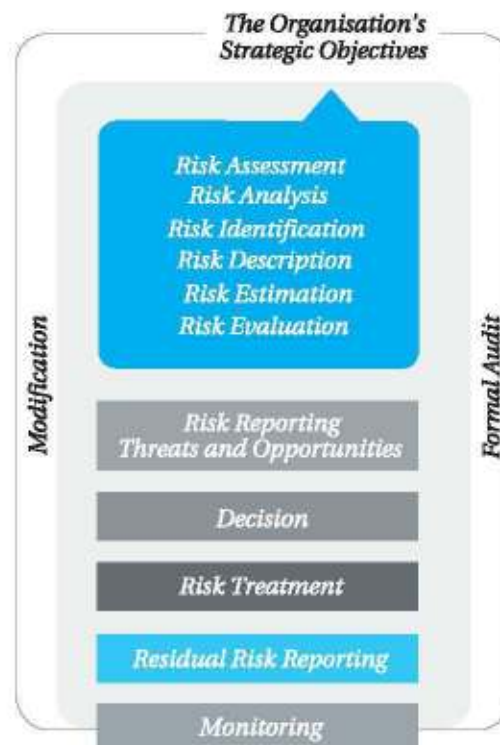 The Organisation's
Strategic Objectives
Risk Assessment
Risk Analysis
Risk Identification
Risk Description
Risk Estimation
Risk Evaluation
Modification
Formal Audit
Risk Reporting
Threats and Opportunities
Decision
Risk Treatment
Residual Risk Reporting
Monitoring